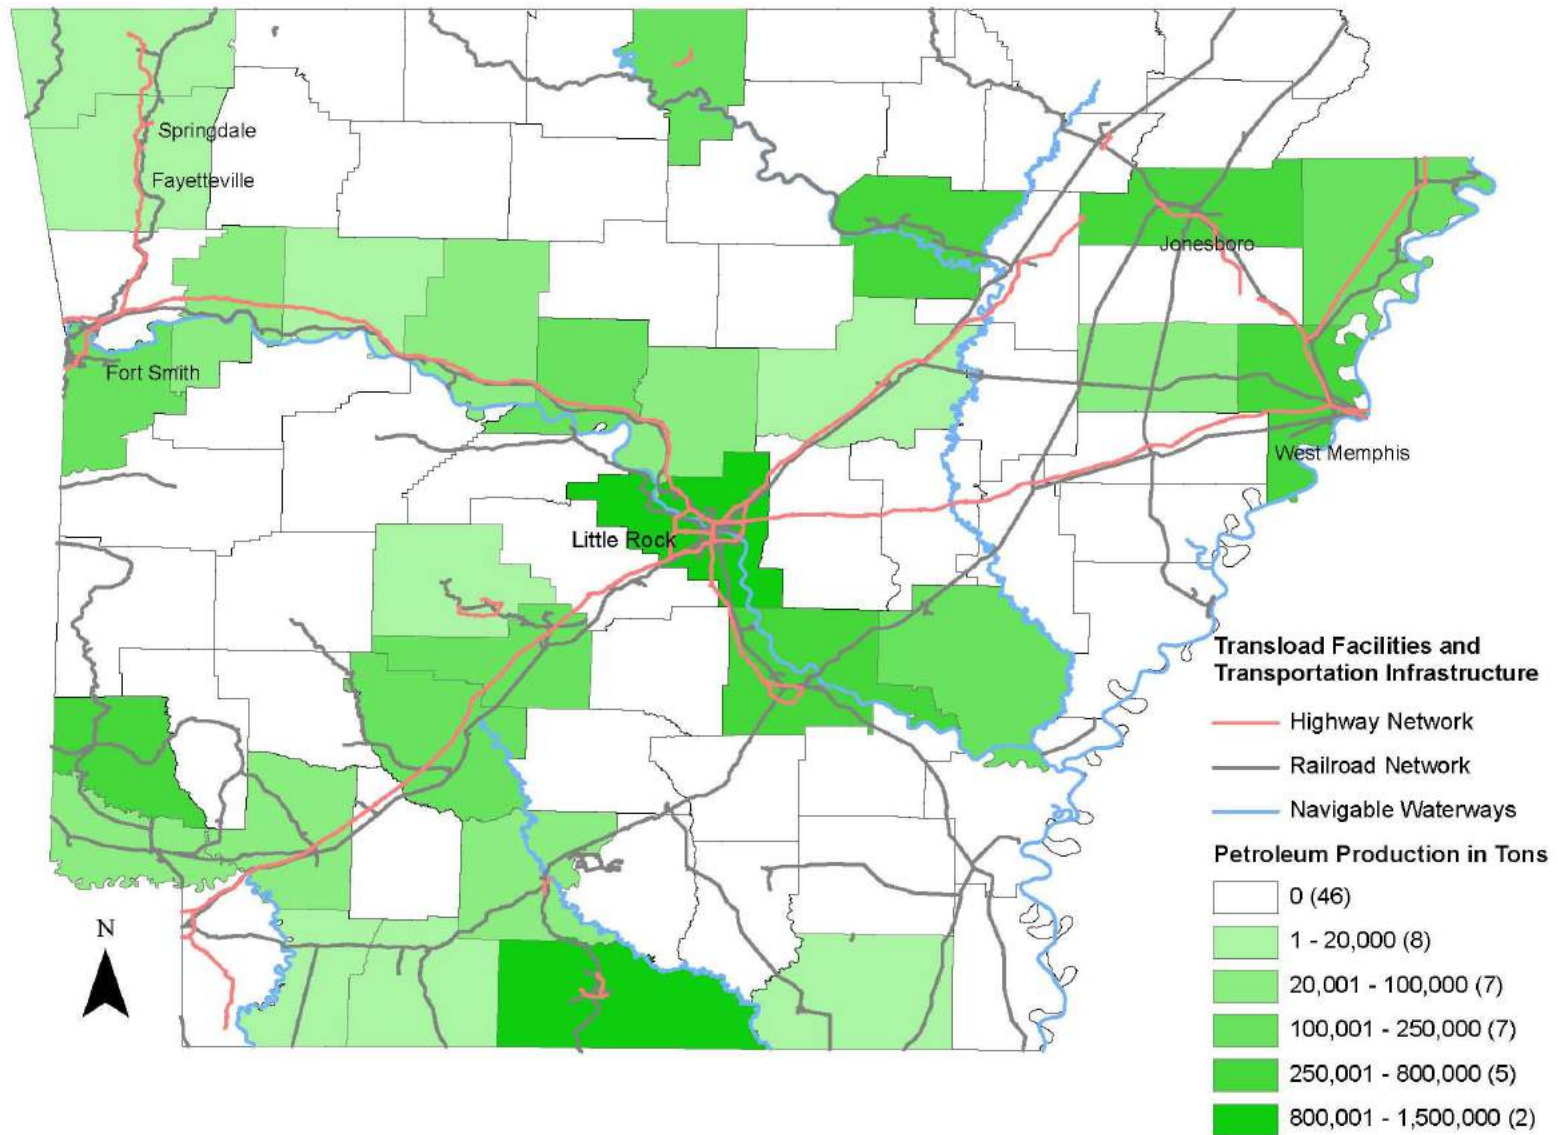 Springdale
Fayetteville
Jonesboro
Fort Smith
West Memphis
Little Rock
N
Transload Facilities and
Transportation Infrastructure
Highway Network
Railroad Network
Navigable Waterways
Petroleum Production in Tons
0 (46)
1 - 20,000 (8)
20,001 - 100,000 (7)
100,001 - 250,000 (7)
250,001 - 800,000 (5)
800,001 - 1,500,000 (2)